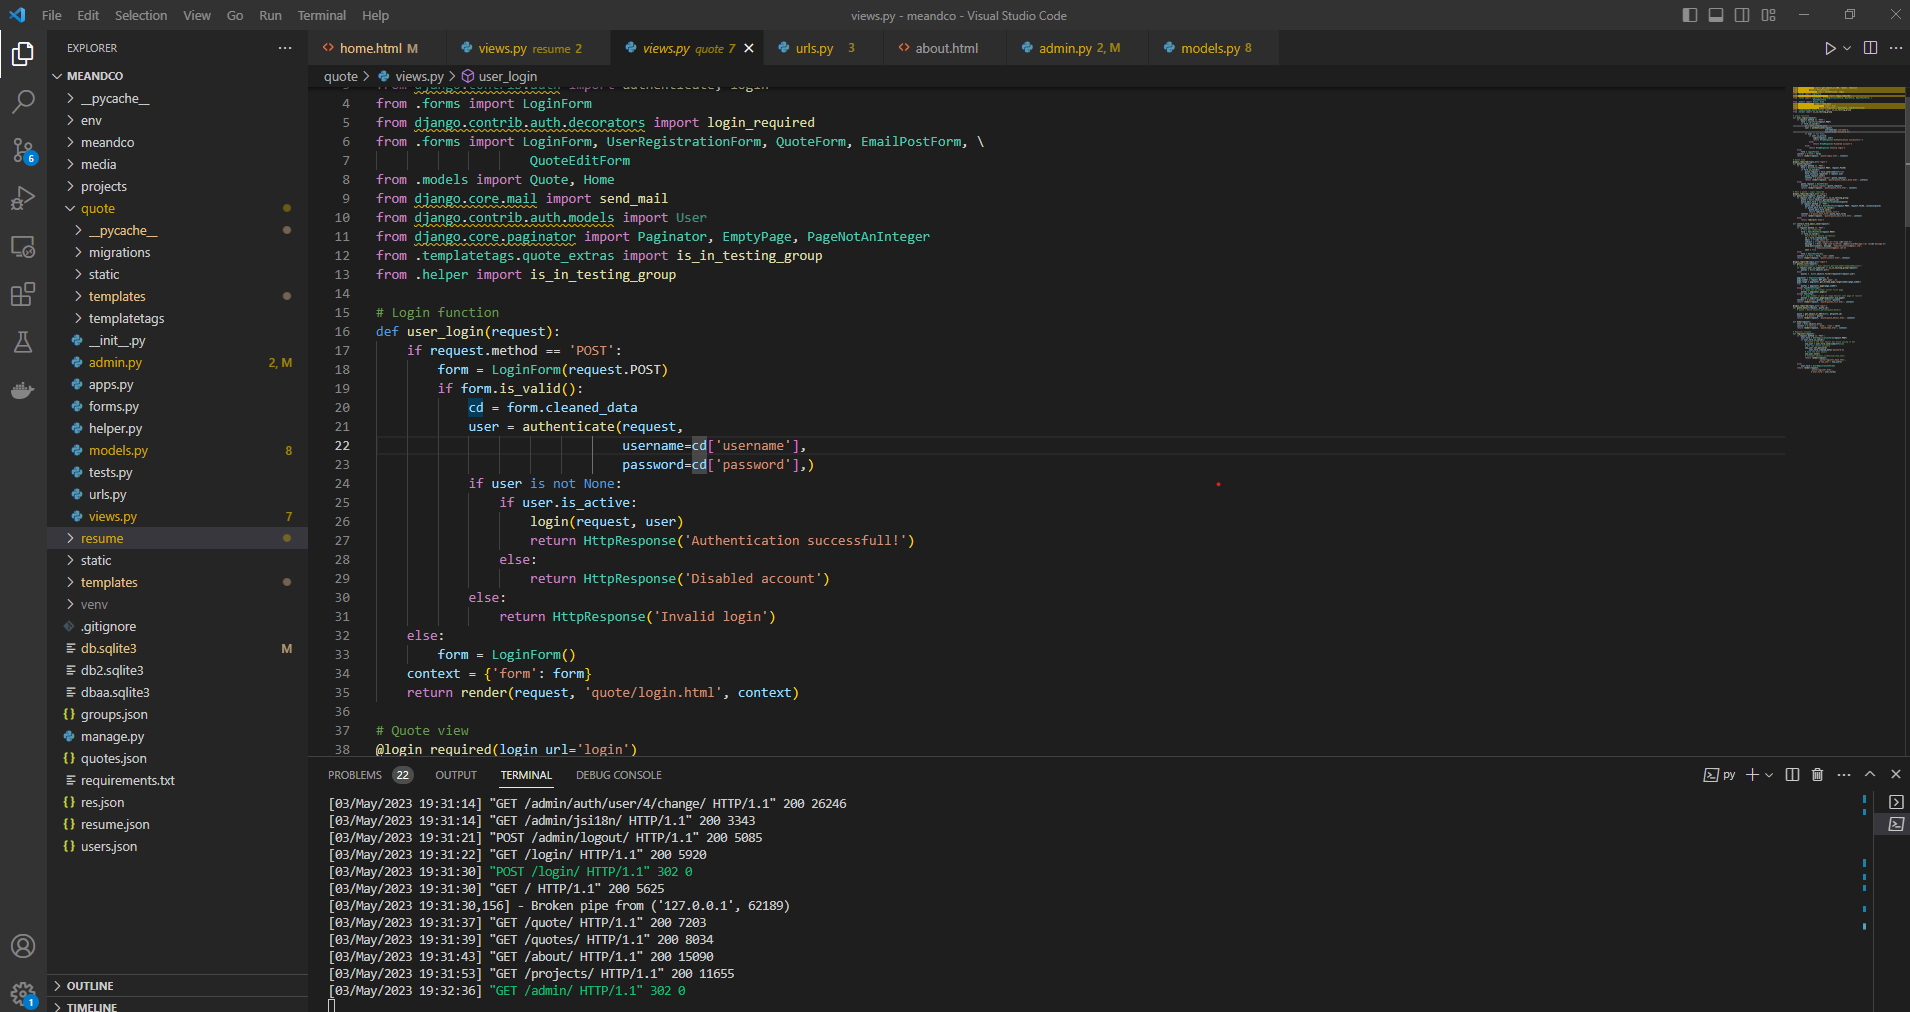 File Edit Selection View Go Run Terminal Help
views.py - meandco - Visual Studio Code
EXPLORER
MEANDCO
__pycache__
env
meandco
media
projects
quote
__pycache__
migrations
static
templates
templatetags
__init__.py
admin.py 2, M
apps.py
forms.py
helper.py
models.py 8
tests.py
urls.py
views.py 7
resume
static
templates
venv
.gitignore
db.sqlite3 M
db2.sqlite3
dbaa.sqlite3
groups.json
manage.py
quotes.json
requirements.txt
res.json
resume.json
users.json
OUTLINE
TIMELINE
6
1
home.html M
views.py resume 2
views.py quote 7
urls.py 3
about.html
admin.py 2, M
models.py 8
quote > views.py > user_login
3 from django.contrib.auth import authenticate, login
4 from .forms import LoginForm
5 from django.contrib.auth.decorators import login_required
6 from .forms import LoginForm, UserRegistrationForm, QuoteForm, EmailPostForm, \
7 QuoteEditForm
8 from .models import Quote, Home
9 from django.core.mail import send_mail
10 from django.contrib.auth.models import User
11 from django.core.paginator import Paginator, EmptyPage, PageNotAnInteger
12 from .templatetags.quote_extras import is_in_testing_group
13 from .helper import is_in_testing_group
14
15 # Login function
16 def user_login(request):
17 if request.method == 'POST':
18 form = LoginForm(request.POST)
19 if form.is_valid():
20 cd = form.cleaned_data
21 user = authenticate(request,
22 username=cd['username'],
23 password=cd['password'],)
24 if user is not None:
25 if user.is_active:
26 login(request, user)
27 return HttpResponse('Authentication successfull!')
28 else:
29 return HttpResponse('Disabled account')
30 else:
31 return HttpResponse('Invalid login')
32 else:
33 form = LoginForm()
34 context = {'form': form}
35 return render(request, 'quote/login.html', context)
36
37 # Quote view
38 @login_required(login_url='login')
PROBLEMS 22 OUTPUT TERMINAL DEBUG CONSOLE
py
[03/May/2023 19:31:14] "GET /admin/auth/user/4/change/ HTTP/1.1" 200 26246
[03/May/2023 19:31:14] "GET /admin/jsi18n/ HTTP/1.1" 200 3343
[03/May/2023 19:31:21] "POST /admin/logout/ HTTP/1.1" 200 5085
[03/May/2023 19:31:22] "GET /login/ HTTP/1.1" 200 5920
[03/May/2023 19:31:30] "POST /login/ HTTP/1.1" 302 0
[03/May/2023 19:31:30] "GET / HTTP/1.1" 200 5625
[03/May/2023 19:31:30,156] - Broken pipe from ('127.0.0.1', 62189)
[03/May/2023 19:31:37] "GET /quote/ HTTP/1.1" 200 7203
[03/May/2023 19:31:39] "GET /quotes/ HTTP/1.1" 200 8034
[03/May/2023 19:31:43] "GET /about/ HTTP/1.1" 200 15090
[03/May/2023 19:31:53] "GET /projects/ HTTP/1.1" 200 11655
[03/May/2023 19:32:36] "GET /admin/ HTTP/1.1" 302 0